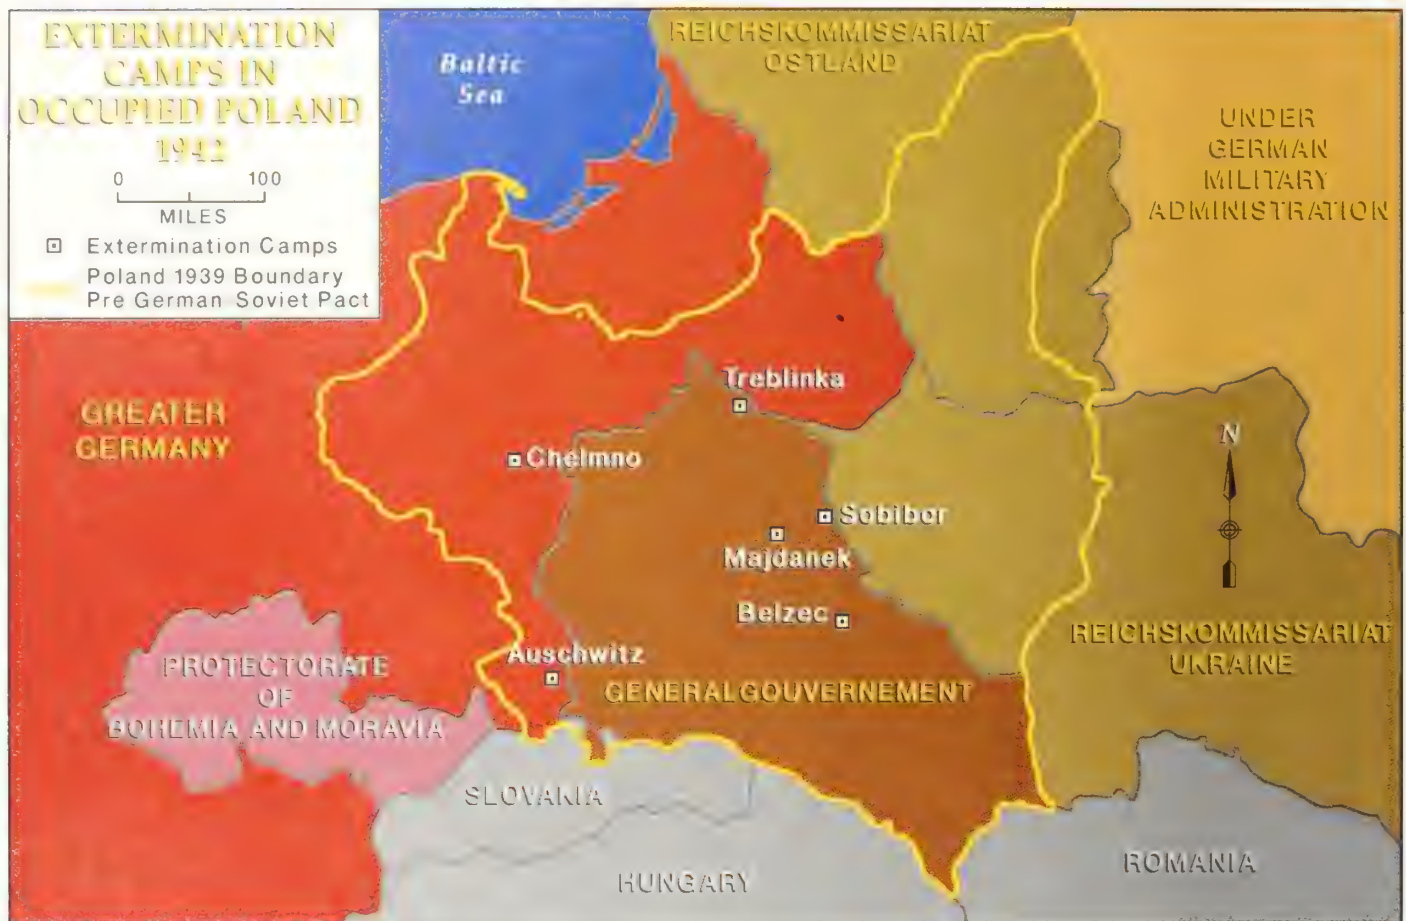 EXTERMINATION
CAMPS IN
OCCUPIED POLAND
1942
0 100
MILES
Extermination Camps
Poland 1939 Boundary
Pre German-Soviet Pact
Baltic
Sea
REICHSKOMMISSARIAT
OSTLAND
UNDER
GERMAN
MILITARY
ADMINISTRATION
GREATER
GERMANY
Treblinka
Chelmno
N
Sobibor
Majdanek
Belzec
Auschwitz
REICHSKOMMISSARIAT
UKRAINE
PROTECTORATE
OF
BOHEMIA AND MORAVIA
GENERALGOUVERNEMENT
SLOVAKIA
HUNGARY
ROMANIA